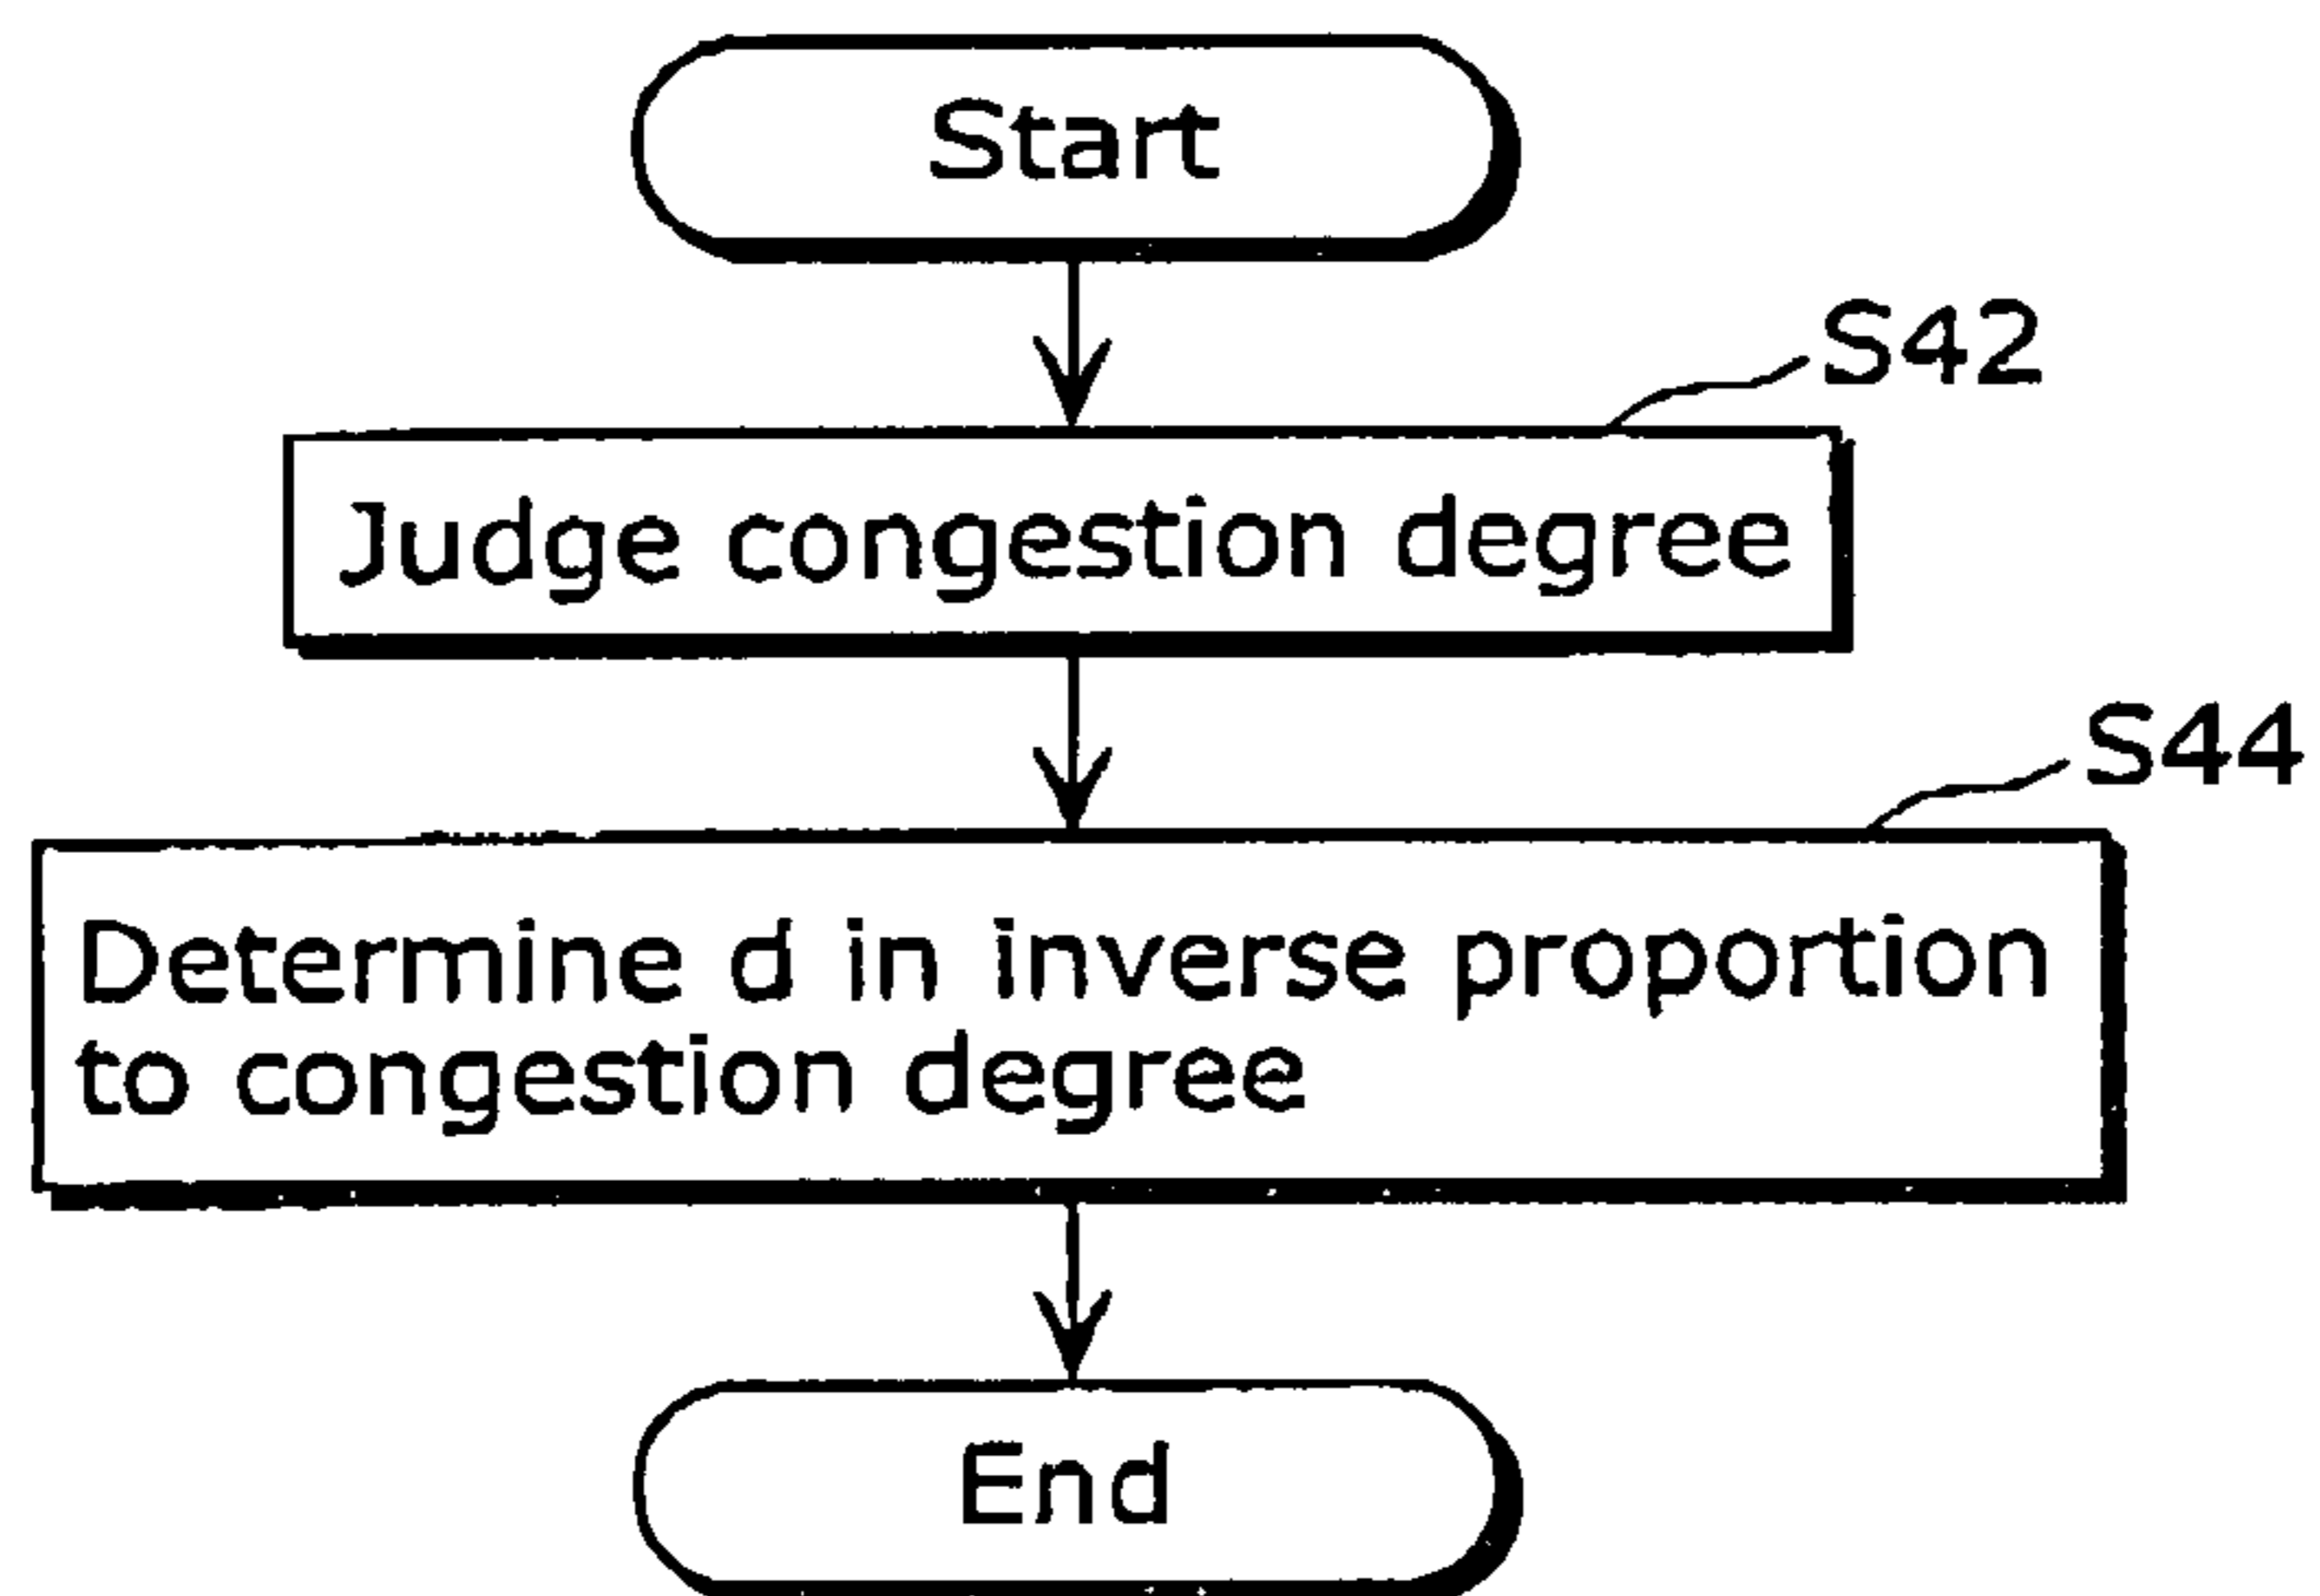 Start
S42
Judge congestion degree
S44
Determine d in inverse proportion
to congestion degree
End